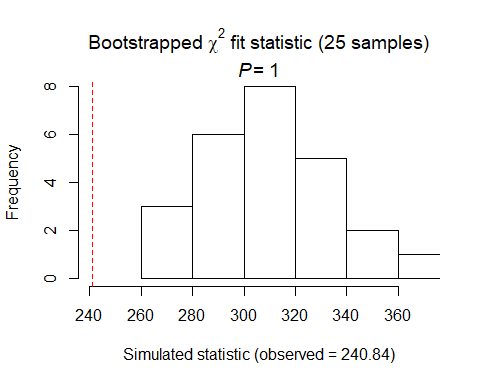 Bootstrapped χ² fit statistic (25 samples)
P = 1
Frequency
8
6
4
2
0
240 260 280 300 320 340 360
Simulated statistic (observed = 240.84)